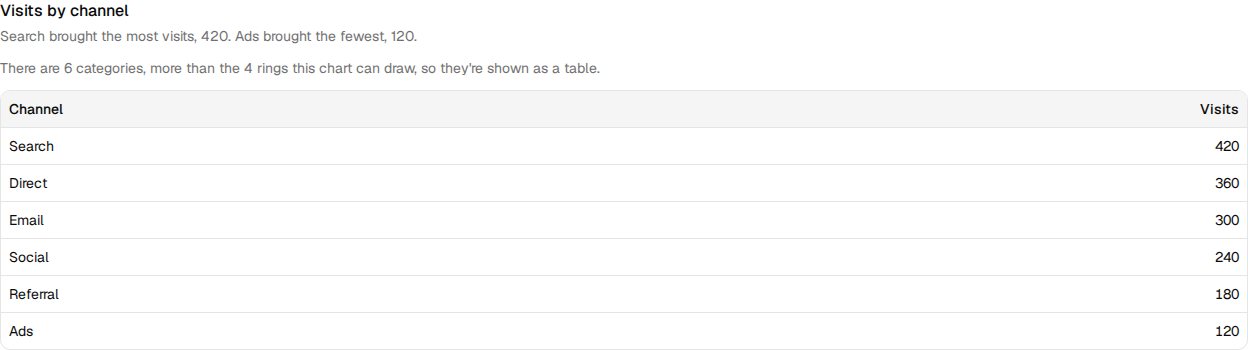 Visits by channel
Search brought the most visits, 420. Ads brought the fewest, 120.
There are 6 categories, more than the 4 rings this chart can draw, so they're shown as a table.
Channel Visits
Search 420
Direct 360
Email 300
Social 240
Referral 180
Ads 120